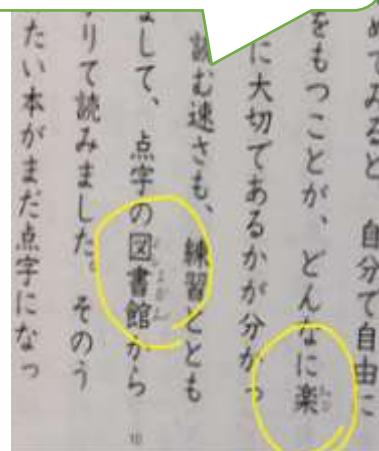 めてみると、自分で自由に
をもつことが、どんなに楽
に大切であるかが分かっ
読む速さも、練習ととも
まして、点字の図書館から
りて読みました。そのう
たい本がまだ点字になっ
10